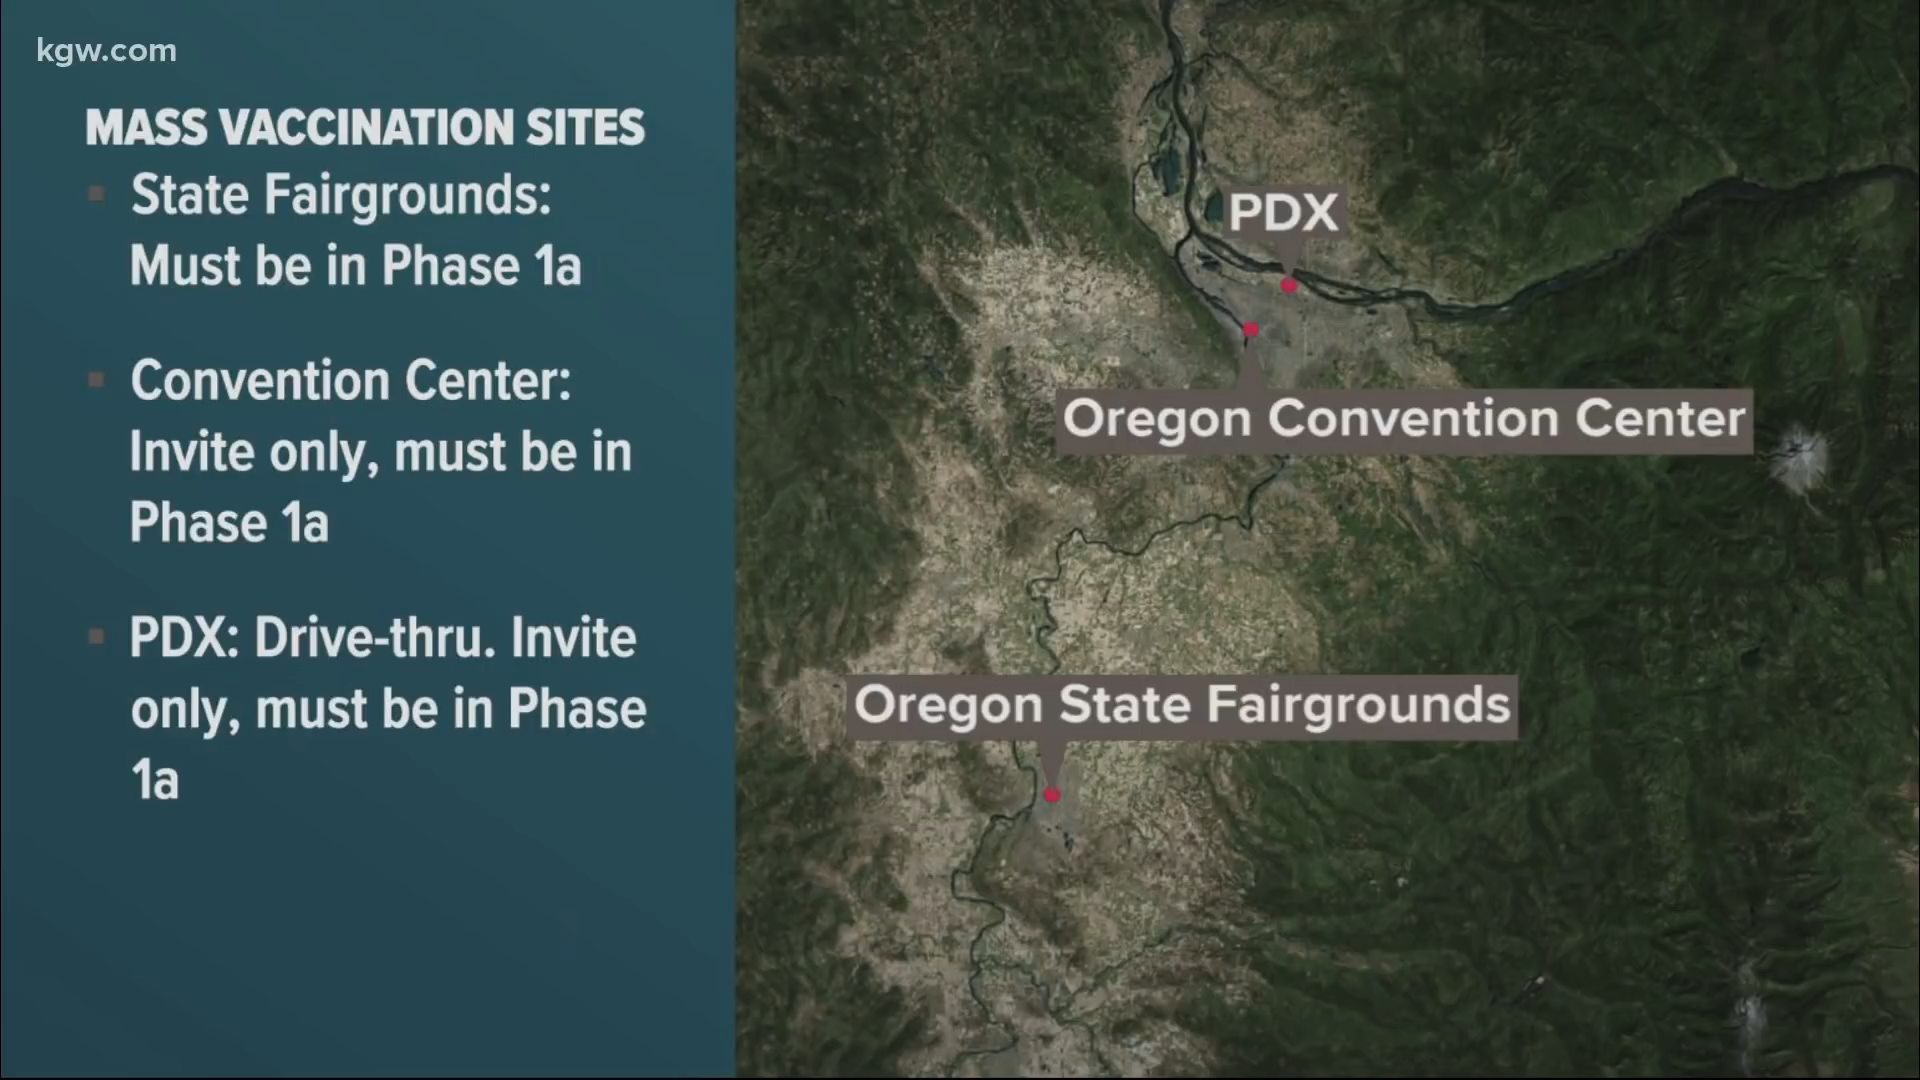 kgw.com
MASS VACCINATION SITES
State Fairgrounds:
Must be in Phase 1a
Convention Center:
Invite only, must be in
Phase 1a
PDX: Drive-thru. Invite
only, must be in Phase
1a
PDX
Oregon Convention Center
Oregon State Fairgrounds